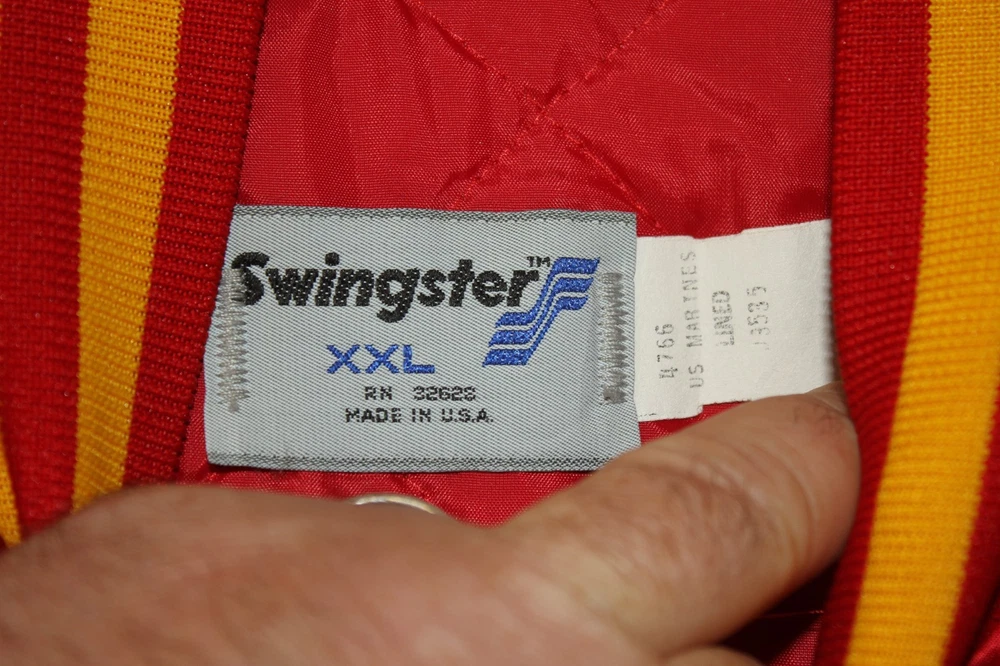 Swingster™
XXL
RN 32628
MADE IN U.S.A.
4766
US MARINES
LINED